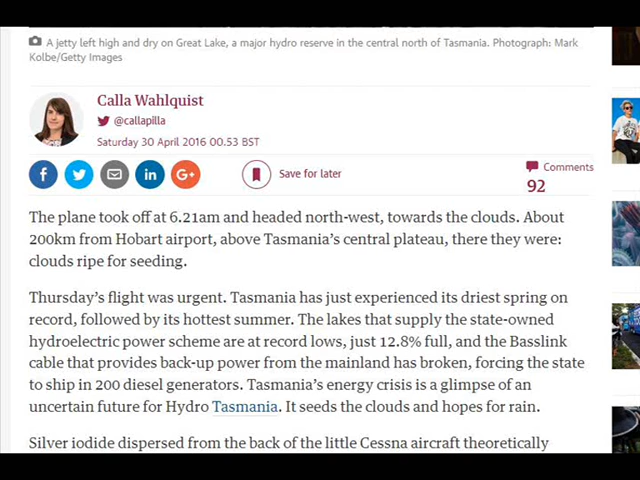 A jetty left high and dry on Great Lake, a major hydro reserve in the central north of Tasmania. Photograph: Mark
Kolbe/Getty Images
Calla Wahlquist
@callapilla
Saturday 30 April 2016 00.53 BST
f
in
G+
Save for later
Comments
92
The plane took off at 6.21am and headed north-west, towards the clouds. About
200km from Hobart airport, above Tasmania's central plateau, there they were:
clouds ripe for seeding.
Thursday's flight was urgent. Tasmania has just experienced its driest spring on
record, followed by its hottest summer. The lakes that supply the state-owned
hydroelectric power scheme are at record lows, just 12.8% full, and the Basslink
cable that provides back-up power from the mainland has broken, forcing the state
to ship in 200 diesel generators. Tasmania's energy crisis is a glimpse of an
uncertain future for Hydro Tasmania. It seeds the clouds and hopes for rain.
Silver iodide dispersed from the back of the little Cessna aircraft theoretically